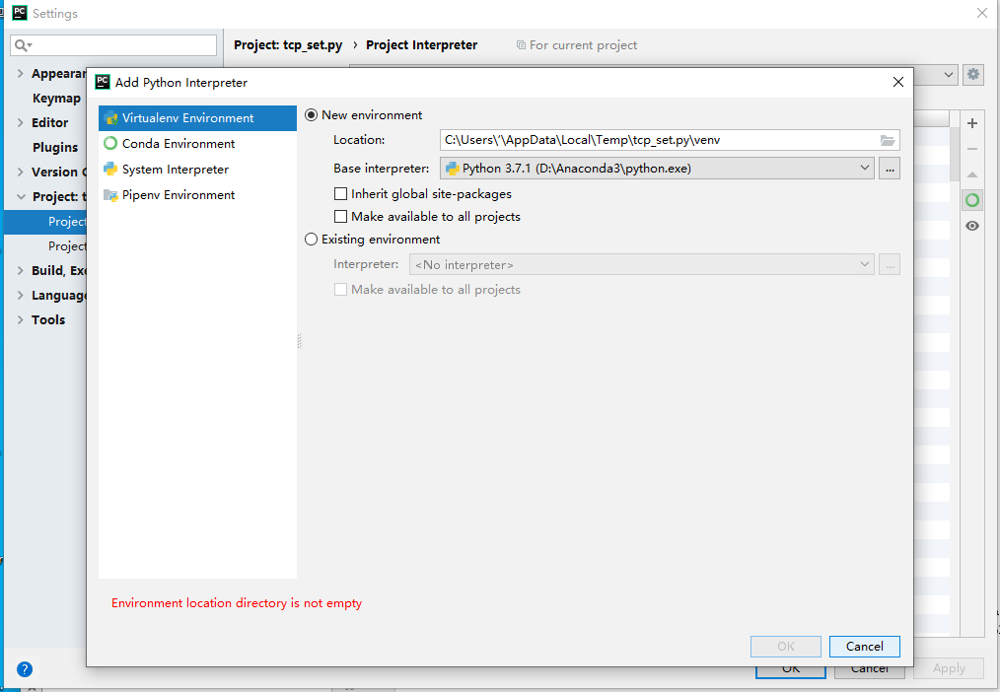 PC Settings
Project: tcp_set.py › Project Interpreter For current project
Appearan
Keymap
Editor
Plugins
Version C
Project: t
Project
Project
Build, Exe
Language
Tools
PC Add Python Interpreter
Virtualenv Environment
Conda Environment
System Interpreter
Pipenv Environment
New environment
Location: C:\Users\'\AppData\Local\Temp\tcp_set.py\venv
Base interpreter: Python 3.7.1 (D:\Anaconda3\python.exe) ...
Inherit global site-packages
Make available to all projects
Existing environment
Interpreter: <No interpreter> ...
Make available to all projects
Environment location directory is not empty
OK Cancel
? OK Cancel Apply